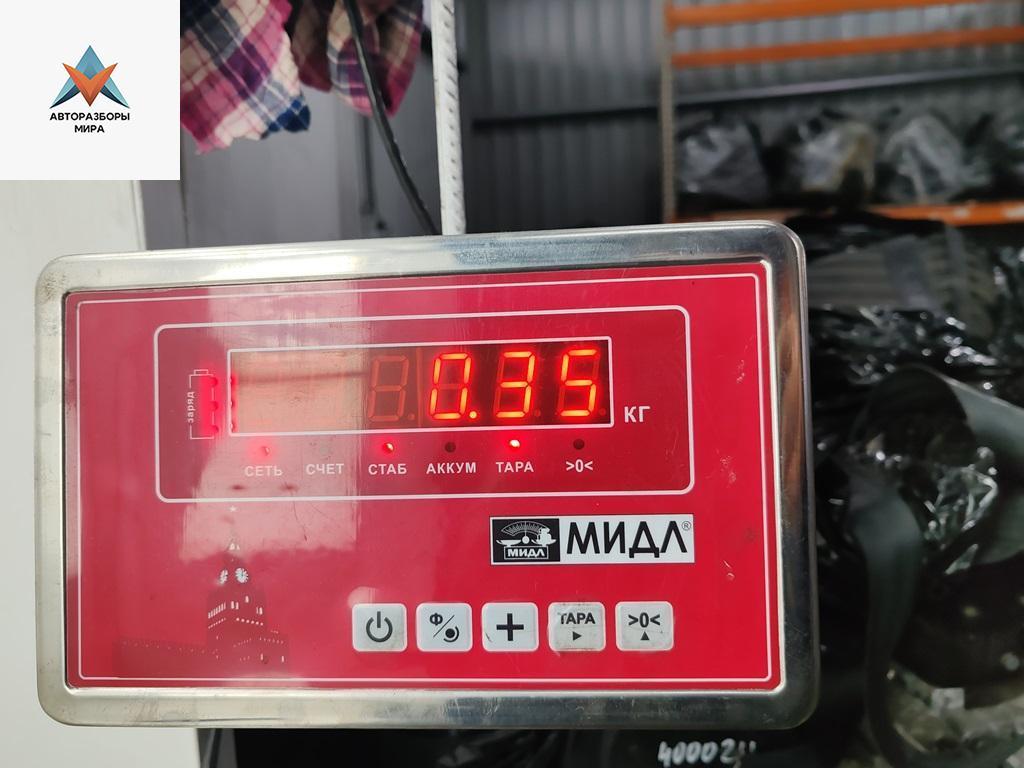 АВТОРАЗБОРЫ
МИРА
заряд
0.35 КГ
СЕТЬ СЧЕТ СТАБ АККУМ ТАРА >0<
МИДЛ МИДЛ®
Ф ТАРА >0<